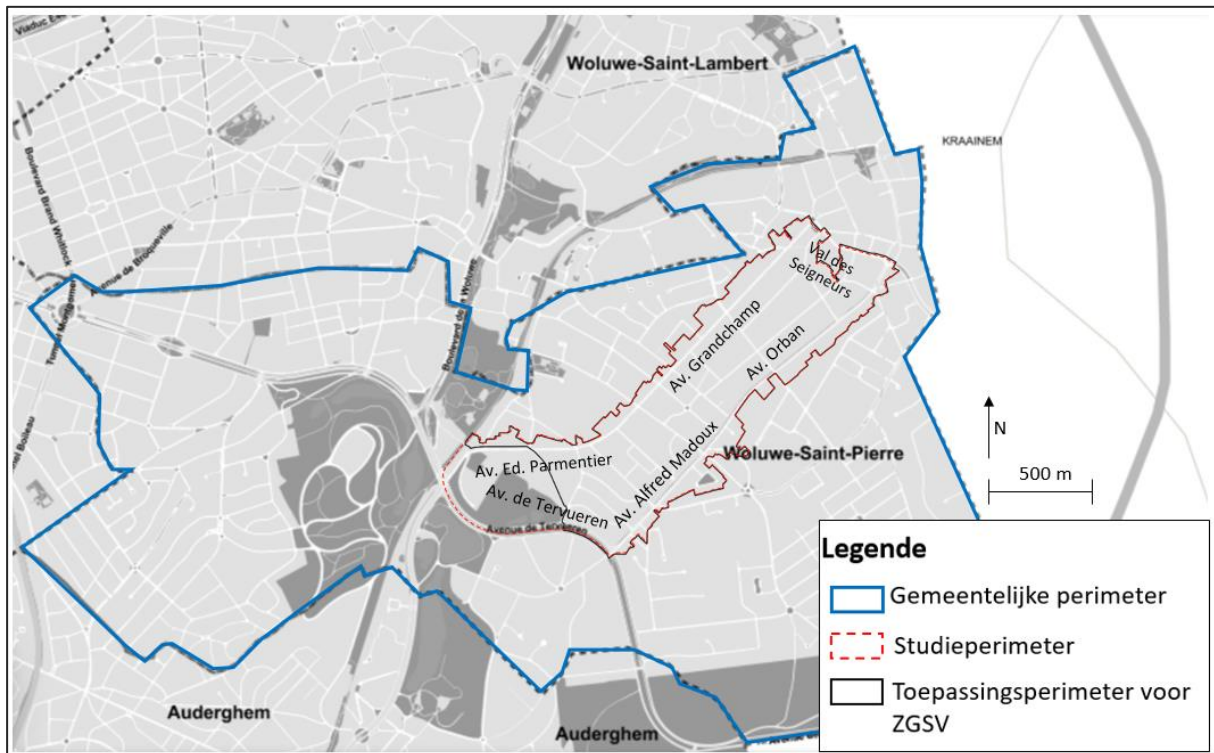 Viaduc E
Woluwe-Saint-Lambert
KRAAINEM
Boulevard Brand Whitlock
Avenue de Broqueville
Boulevard de la Woluwe
Val des
Seigneurs
Av. Grandchamp
Av. Orban
Av. Alfred Madoux
Woluwe-Saint-Pierre
Av. Ed. Parmentier
Av. de Tervueren
Avenue de Tervueren
Boileau
N
500 m
Auderghem
Auderghem
Legende
Gemeentelijke perimeter
Studieperimeter
Toepassingsperimeter voor
ZGSV